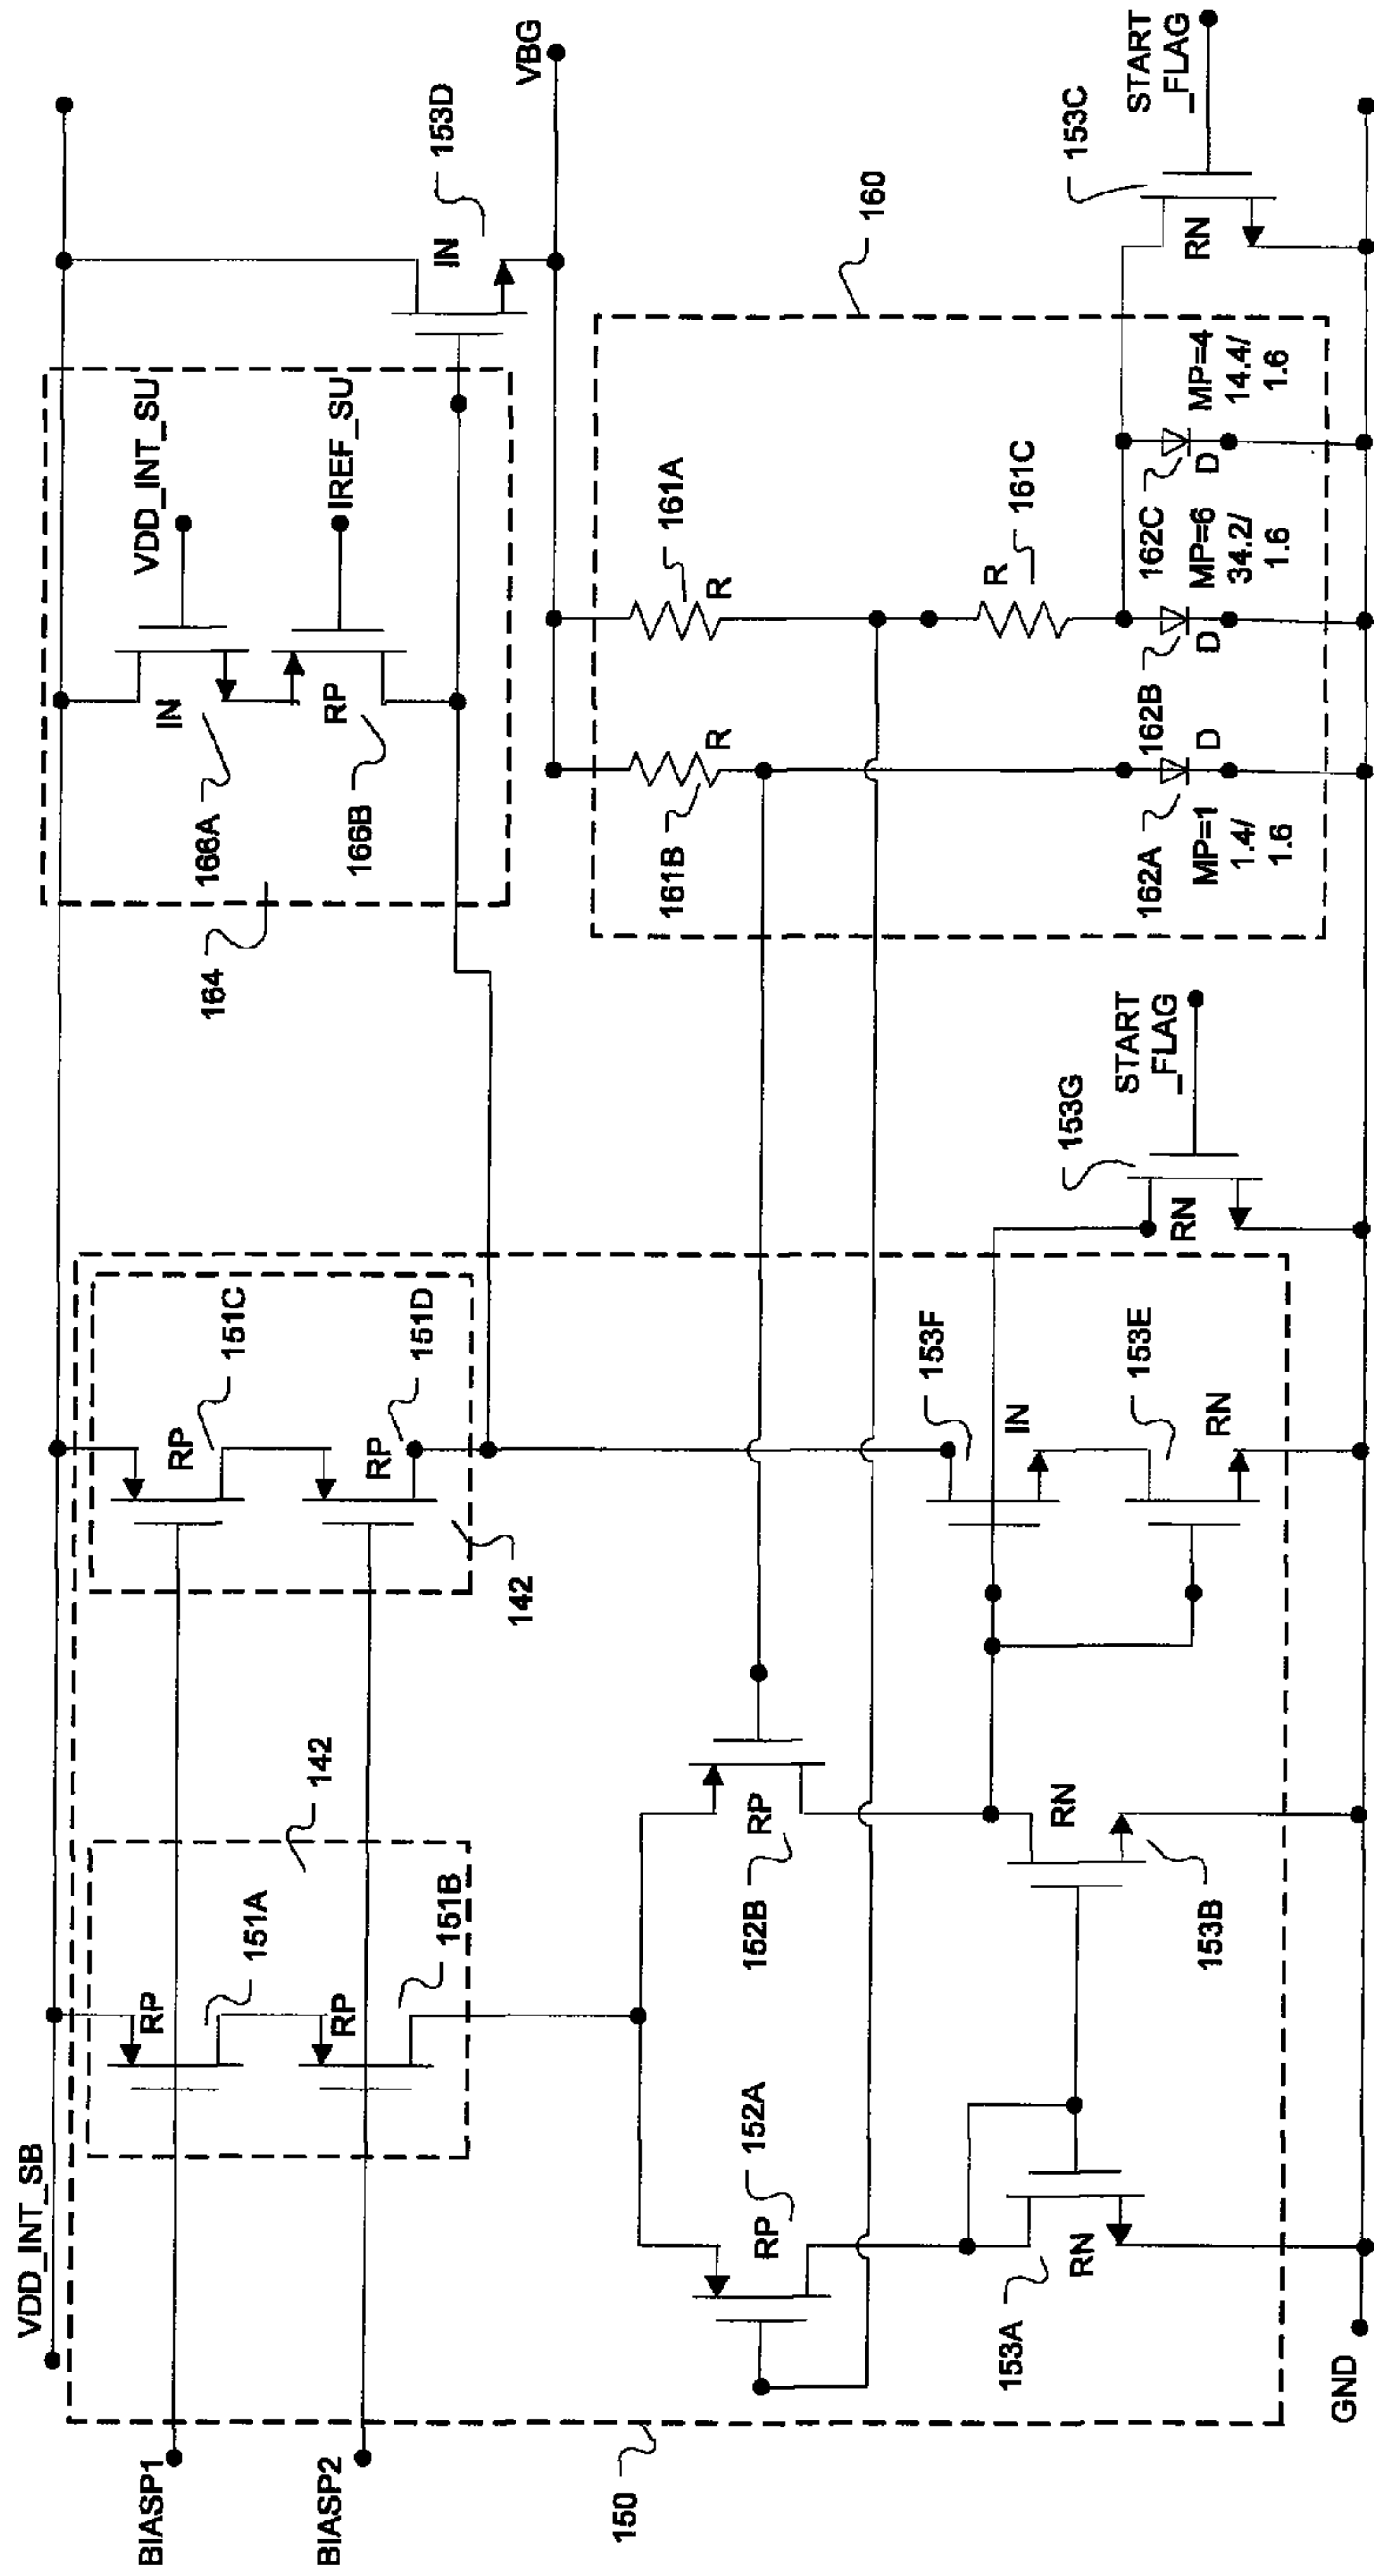 VDD_INT_SB
BIASP1
BIASP2
RP
151A
RP
151B
142
RP
151C
RP
151D
142
164
IN
166A
RP
166B
VDD_INT_SU
IREF_SU
IN
153D
VBG
152A
RP
152B
RP
153A
RN
153B
RN
153F
IN
153E
RN
153G
RN
START
_FLAG
150
GND
161B
R
161A
R
161C
R
160
162A
D
MP=1
1.4/
1.6
162B
D
MP=6
34.2/
1.6
162C
D
MP=4
14.4/
1.6
153C
RN
START
_FLAG